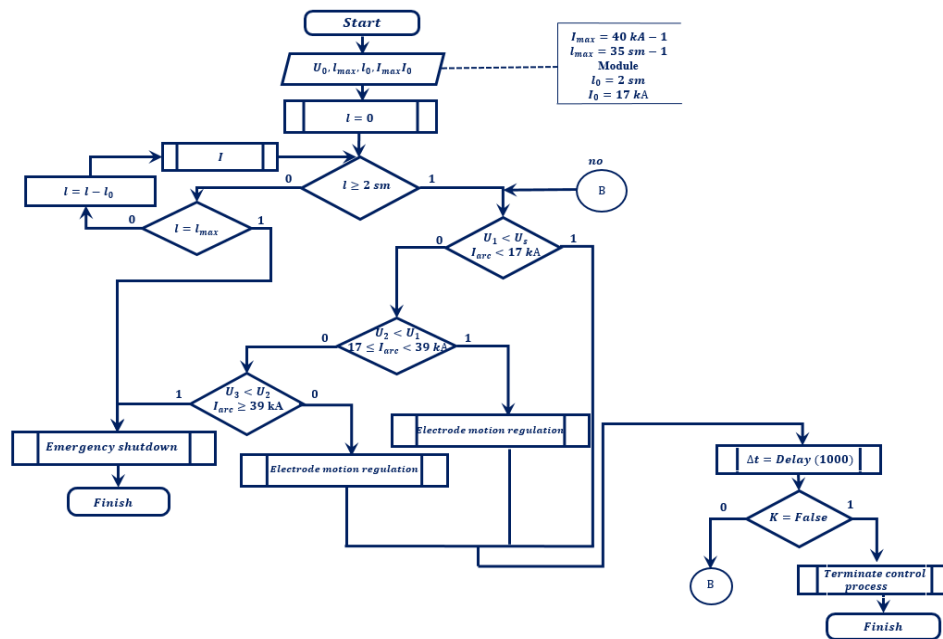 Start
U₀, l_max, l₀, I_max I₀
I_max = 40 kA − 1
l_max = 35 sm − 1
Module
l₀ = 2 sm
I₀ = 17 kA
l = 0
I
l = l − l₀
0
l ≥ 2 sm
1
no
B
0
l = l_max
1
0
U₁ < U_s
I_arc < 17 kA
1
0
U₂ < U₁
17 ≤ I_arc < 39 kA
1
1
U₃ < U₂
I_arc ≥ 39 kA
0
Electrode motion regulation
Emergency shutdown
Electrode motion regulation
Finish
Δt = Delay (1000)
0
K = False
1
B
Terminate control
process
Finish